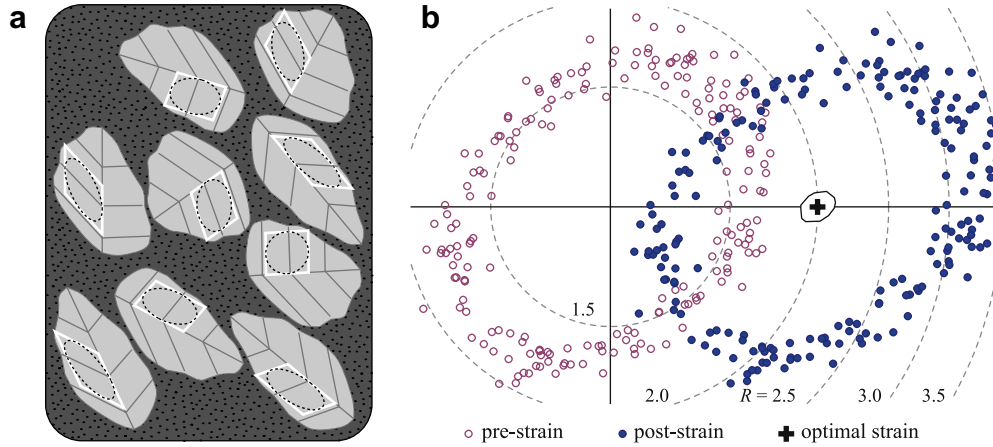 a
b
1.5
2.0
R = 2.5
3.0
3.5
pre-strain
post-strain
optimal strain